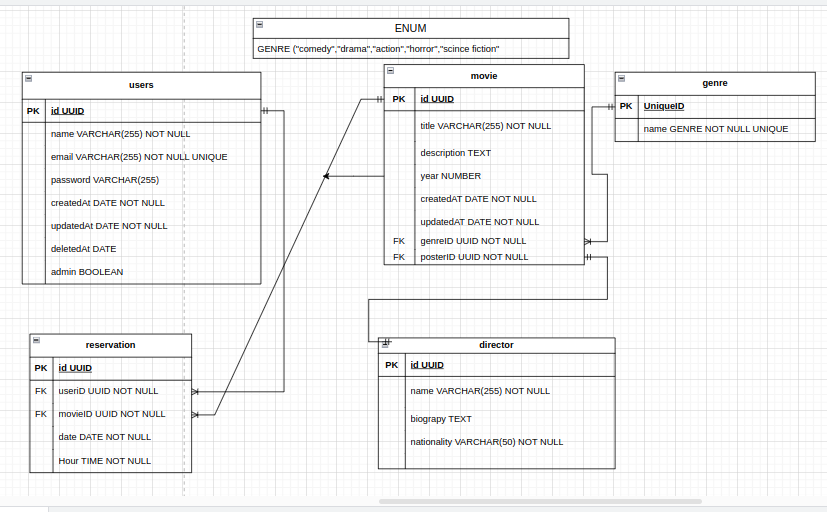 ENUM
GENRE ("comedy","drama","action","horror","scince fiction"
users
PK id UUID
name VARCHAR(255) NOT NULL
email VARCHAR(255) NOT NULL UNIQUE
password VARCHAR(255)
createdAt DATE NOT NULL
updatedAt DATE NOT NULL
deletedAt DATE
admin BOOLEAN
movie
PK id UUID
title VARCHAR(255) NOT NULL
description TEXT
year NUMBER
createdAT DATE NOT NULL
updatedAT DATE NOT NULL
FK genreID UUID NOT NULL
FK posterID UUID NOT NULL
genre
PK UniqueID
name GENRE NOT NULL UNIQUE
reservation
PK id UUID
FK useriD UUID NOT NULL
FK movieID UUID NOT NULL
date DATE NOT NULL
Hour TIME NOT NULL
director
PK id UUID
name VARCHAR(255) NOT NULL
biograpy TEXT
nationality VARCHAR(50) NOT NULL